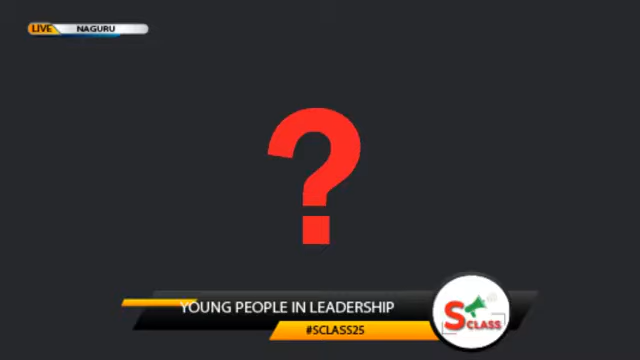 LIVE NAGURU
?
YOUNG PEOPLE IN LEADERSHIP
#SCLASS25
SCLASS